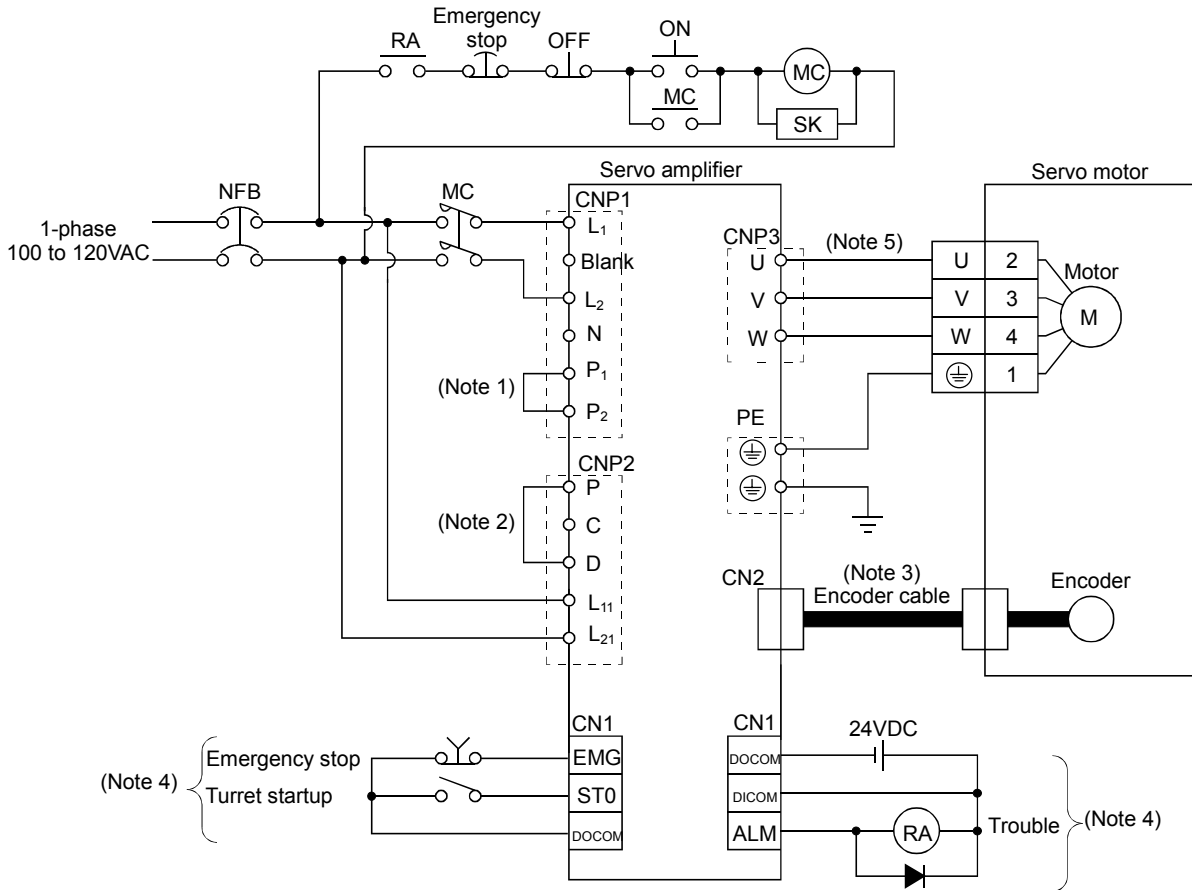 Emergency
stop
RA
OFF
ON
MC
MC
SK
Servo amplifier
Servo motor
NFB
MC
CNP1
1-phase
100 to 120VAC
L1
Blank
L2
N
P1
P2
(Note 1)
CNP3
U
V
W
(Note 5)
U 2
V 3
W 4
1
Motor
M
PE
CNP2
P
C
D
L11
L21
(Note 2)
CN2
(Note 3)
Encoder cable
Encoder
CN1
(Note 4)
Emergency stop
EMG
Turret startup
ST0
DOCOM
CN1
24VDC
DOCOM
DICOM
ALM
RA
Trouble
(Note 4)